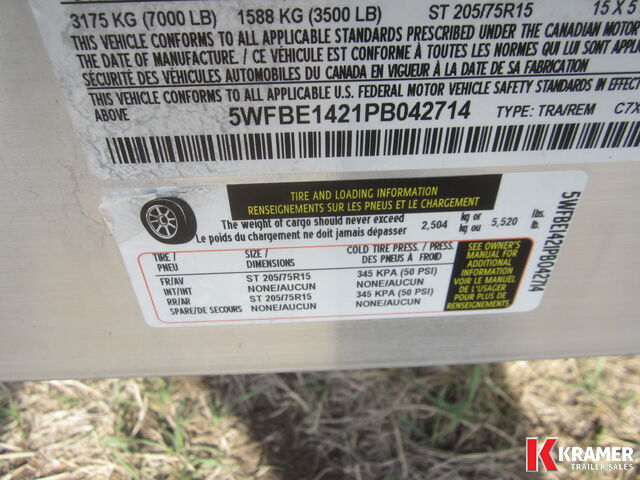 3175 KG (7000 LB) 1588 KG (3500 LB) ST 205/75R15 15 X 5
THIS VEHICLE CONFORMS TO ALL APPLICABLE STANDARDS PRESCRIBED UNDER THE CANADIAN MOTOR
THE DATE OF MANUFACTURE. / CE VÉHICULE EST CONFORME À TOUTES LES NORMES QUI LUI SONT
SÉCURITÉ DES VÉHICULES AUTOMOBILES DU CANADA EN VIGUEUR À LA DATE DE SA FABRICATION
THIS VEHICLE CONFORMS TO ALL APPLICABLE U.S. FEDERAL MOTOR VEHICLE SAFETY STANDARDS IN EFFECT
ABOVE
5WFBE1421PB042714 TYPE: TRA/REM C7X
TIRE AND LOADING INFORMATION
RENSEIGNEMENTS SUR LES PNEUS ET LE CHARGEMENT
The weight of cargo should never exceed
Le poids du chargement ne doit jamais dépasser
2,504 kg or
kg ou
5,520 lbs.
lb.
TIRE /
PNEU
SIZE /
DIMENSIONS
COLD TIRE PRESS. / PRESS.
DES PNEUS À FROID
FR/AV ST 205/75R15 345 KPA (50 PSI)
INT/INT NONE/AUCUN NONE/AUCUN
RR/AR ST 205/75R15 345 KPA (50 PSI)
SPARE/DE SECOURS NONE/AUCUN NONE/AUCUN
SEE OWNER'S
MANUAL FOR
ADDITIONAL
INFORMATION
VOIR LE MANUEL
DE L'USAGER
POUR PLUS DE
RENSEIGNEMENTS
5WFBE1421PB042714
KRAMER
TRAILER SALES